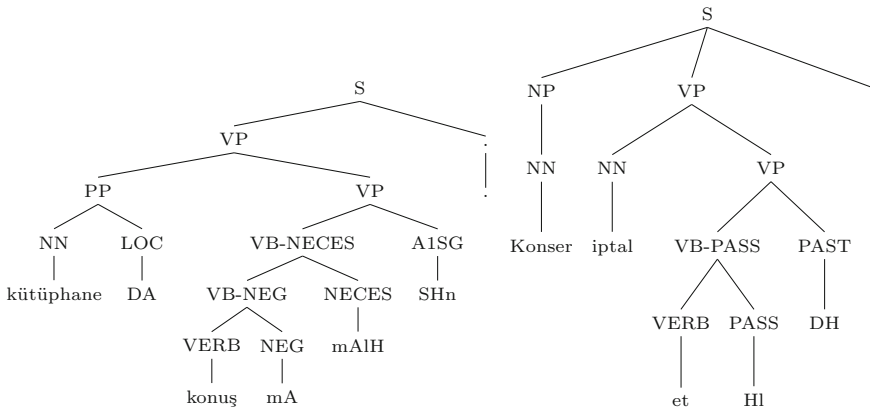 S
VP
.
PP
VP
.
NN
LOC
VB-NECES
A1SG
kütüphane
DA
VB-NEG
NECES
SHn
VERB
NEG
mAlH
konuş
mA
S
NP
VP
NN
NN
VP
Konser
iptal
VB-PASS
PAST
VERB
PASS
DH
et
Hl